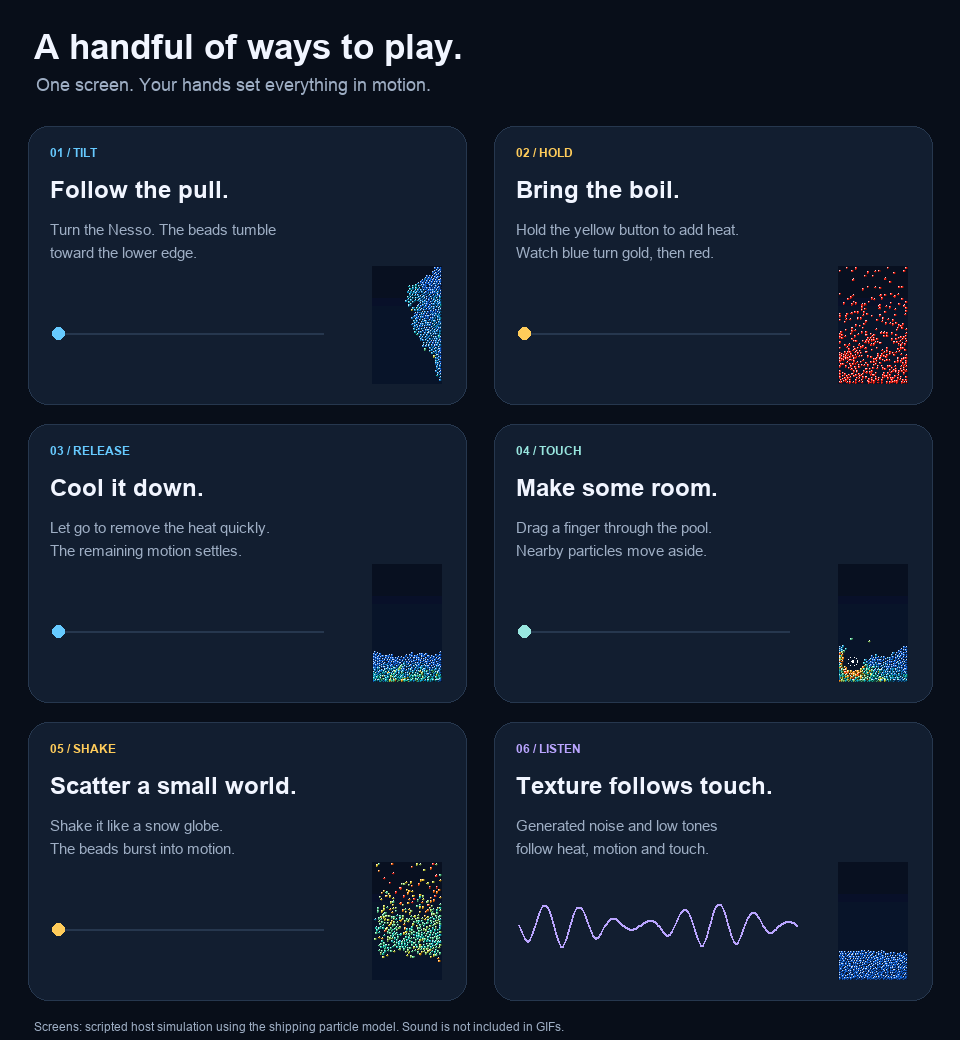 A handful of ways to play.
One screen. Your hands set everything in motion.
01 / TILT
Follow the pull.
Turn the Nesso. The beads tumble
toward the lower edge.
02 / HOLD
Bring the boil.
Hold the yellow button to add heat.
Watch blue turn gold, then red.
03 / RELEASE
Cool it down.
Let go to remove the heat quickly.
The remaining motion settles.
04 / TOUCH
Make some room.
Drag a finger through the pool.
Nearby particles move aside.
05 / SHAKE
Scatter a small world.
Shake it like a snow globe.
The beads burst into motion.
06 / LISTEN
Texture follows touch.
Generated noise and low tones
follow heat, motion and touch.
Screens: scripted host simulation using the shipping particle model. Sound is not included in GIFs.